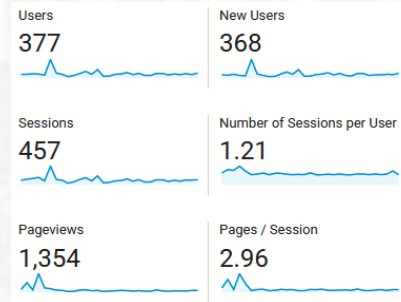 Users
377
New Users
368
Sessions
457
Number of Sessions per User
1.21
Pageviews
1,354
Pages / Session
2.96